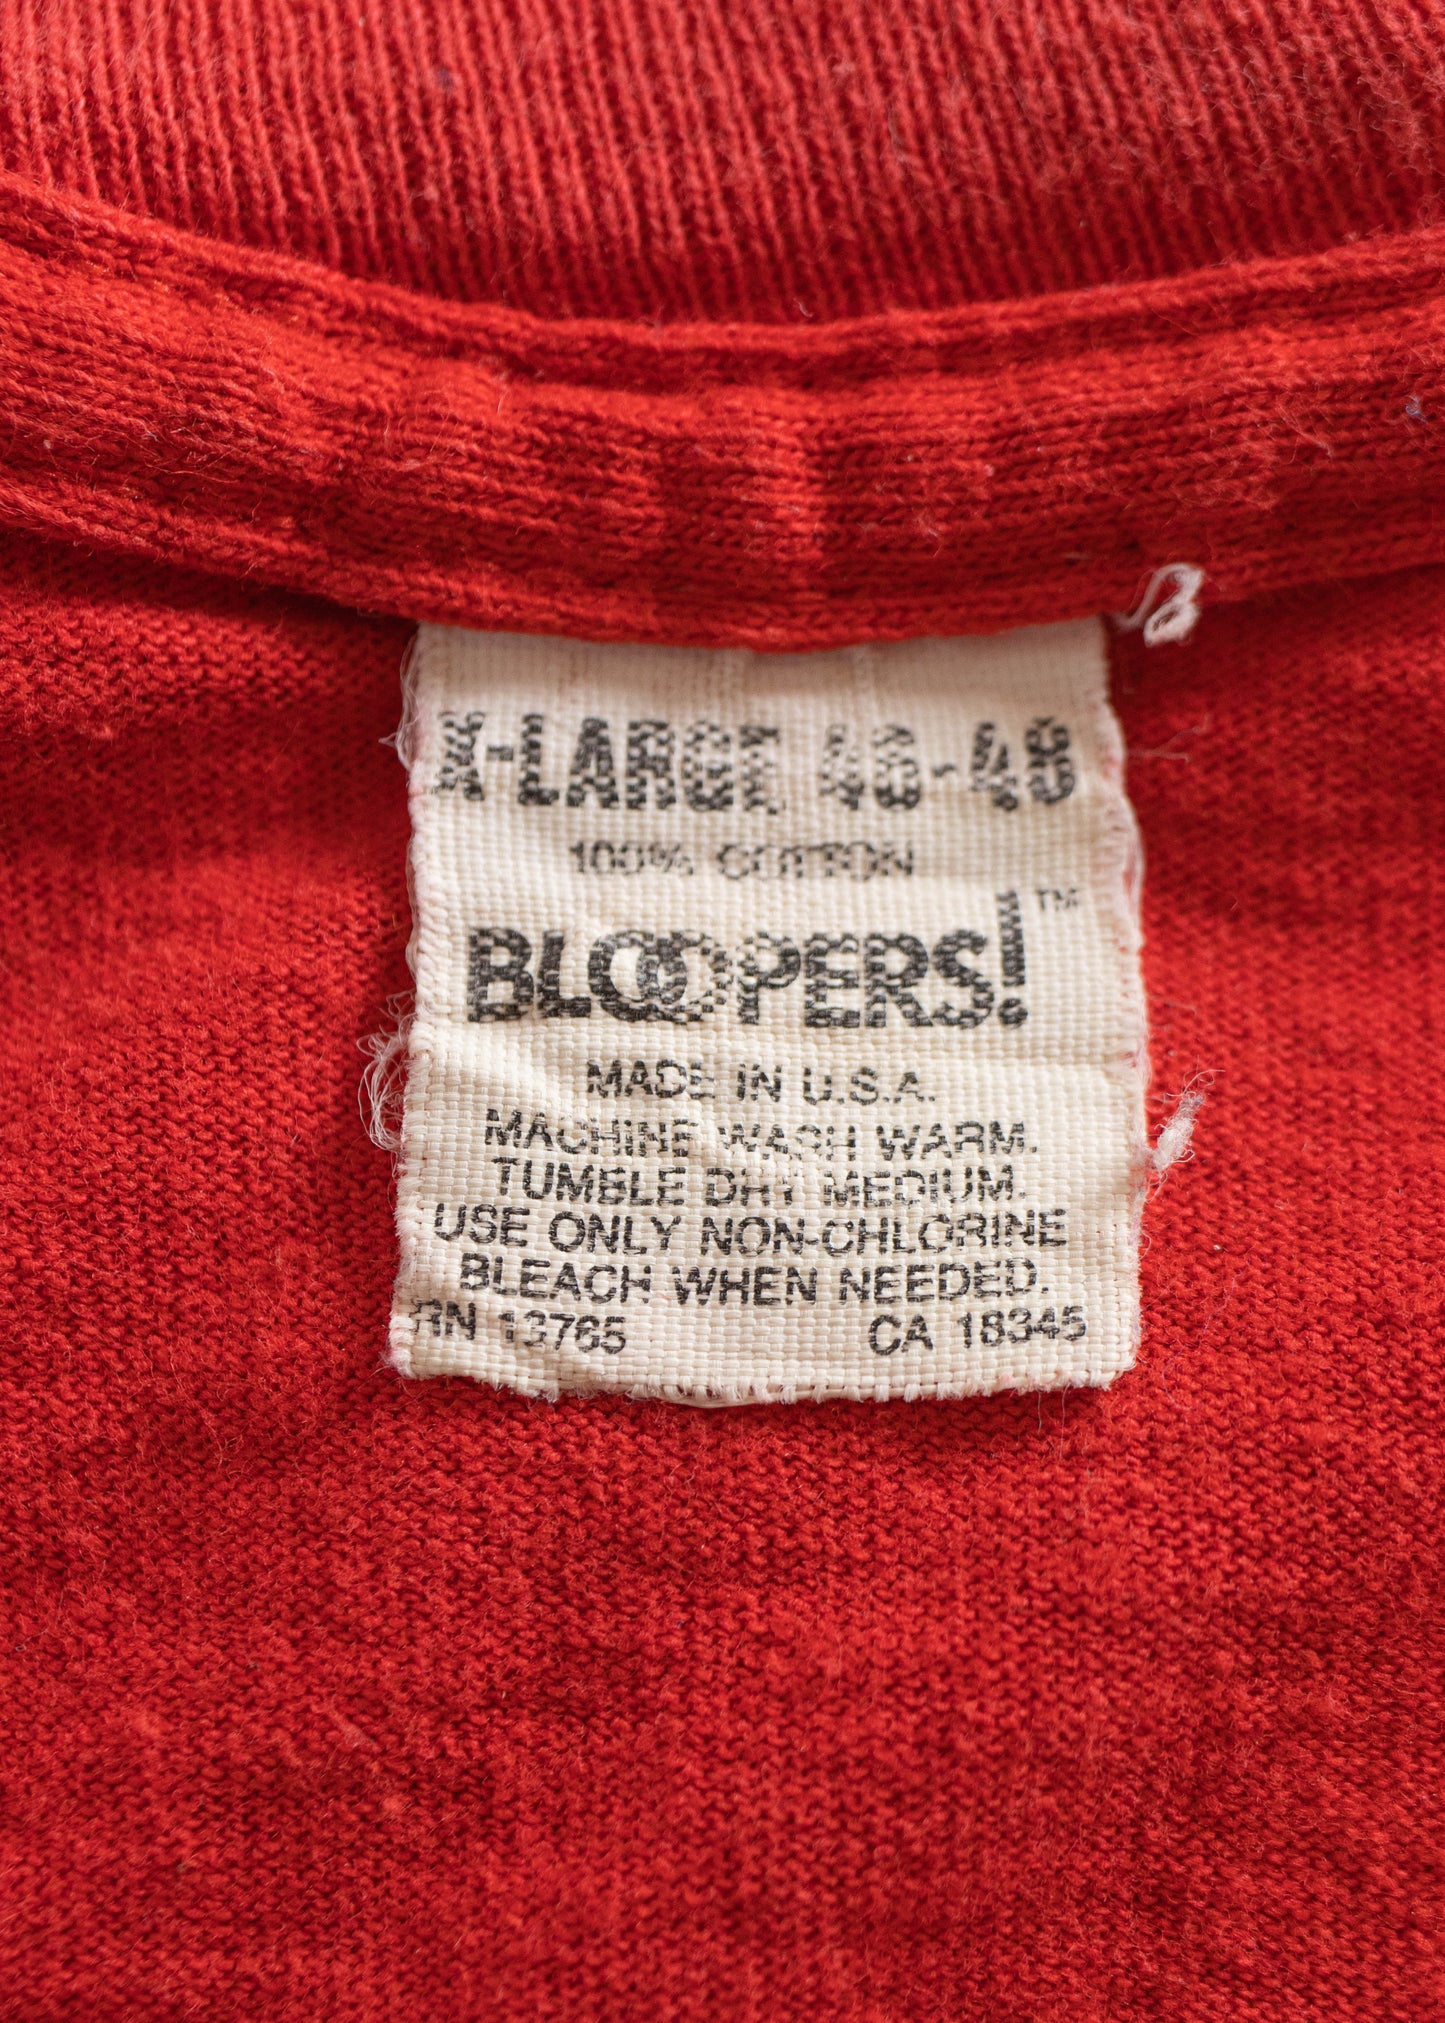 X-LARGE 46-48
100% COTTON
BLOOPERS!™
MADE IN U.S.A.
MACHINE WASH WARM.
TUMBLE DRY MEDIUM.
USE ONLY NON-CHLORINE
BLEACH WHEN NEEDED.
RN 13765 CA 18345